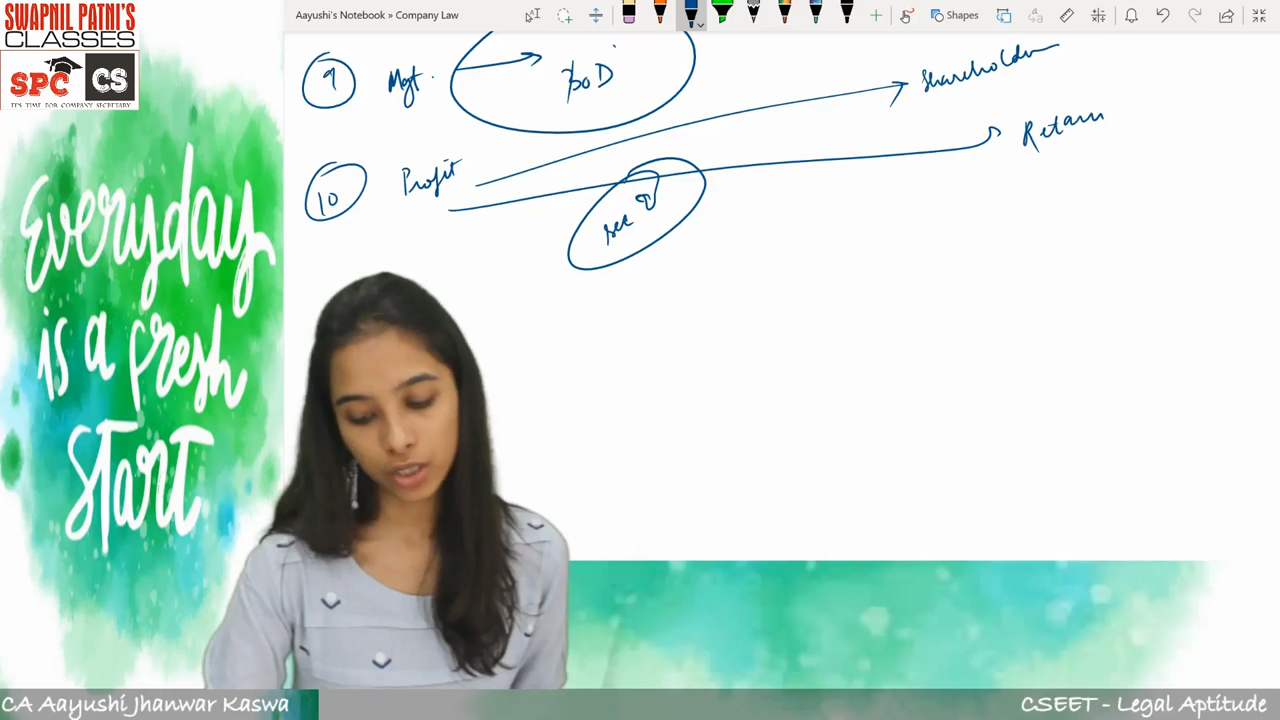 SWAPNIL PATNI'S
CLASSES
SPC CS
IT'S TIME FOR COMPANY SECRETARY
Aayushi's Notebook » Company Law
Shapes
9 Mgt. BoD
Shareholder
10 Profit
Retain
sec 8
Everyday
is a
fresh
Start
CA Aayushi Jhanwar Kaswa
CSEET - Legal Aptitude